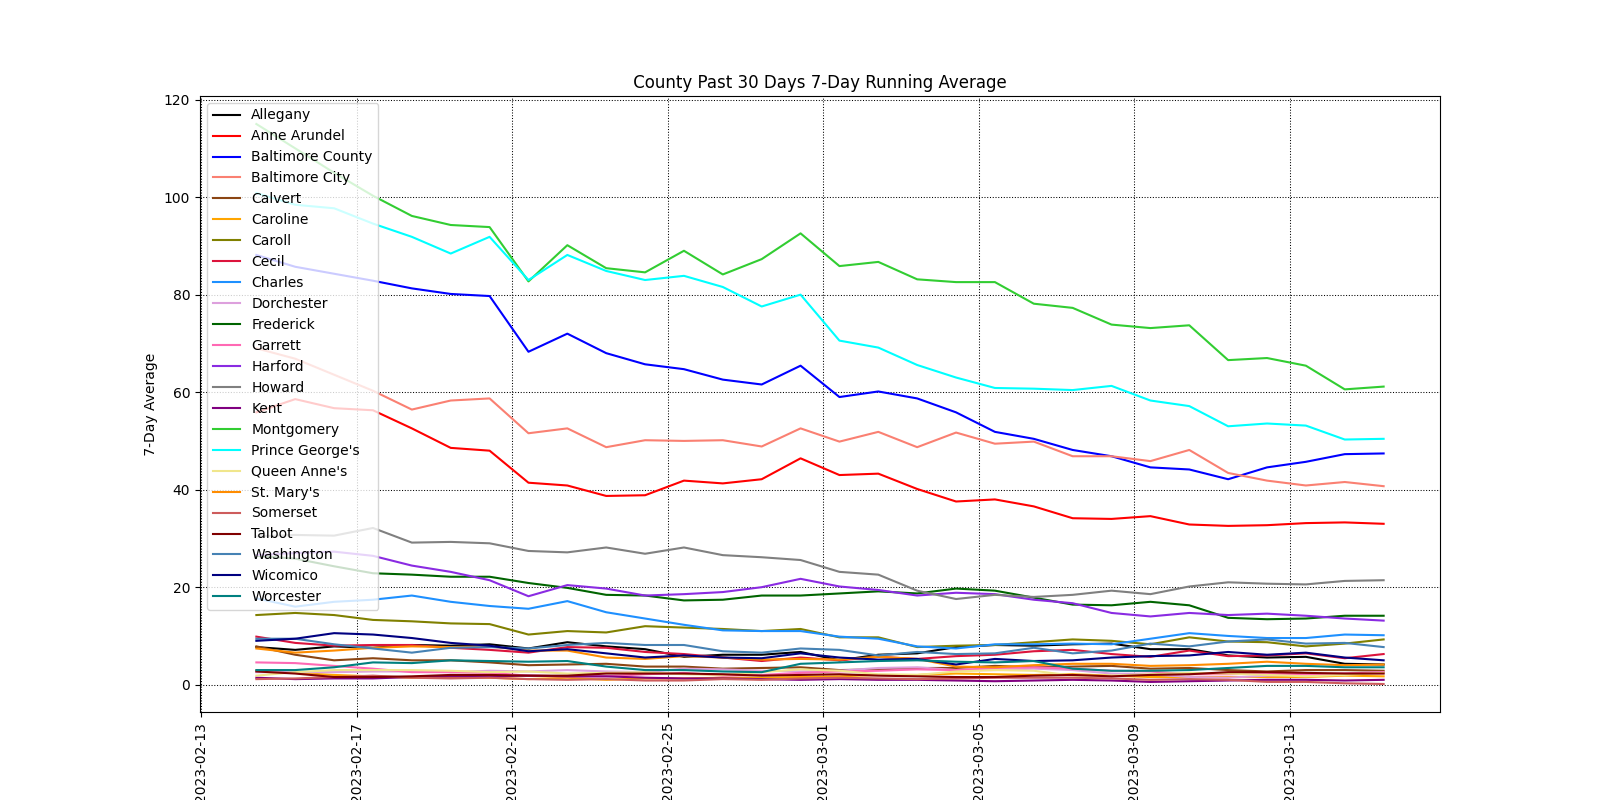 County Past 30 Days 7-Day Running Average
120
100
80
60
40
20
0
7-Day Average
Allegany
Anne Arundel
Baltimore County
Baltimore City
Calvert
Caroline
Caroll
Cecil
Charles
Dorchester
Frederick
Garrett
Harford
Howard
Kent
Montgomery
Prince George's
Queen Anne's
St. Mary's
Somerset
Talbot
Washington
Wicomico
Worcester
2023-02-13
2023-02-17
2023-02-21
2023-02-25
2023-03-01
2023-03-05
2023-03-09
2023-03-13